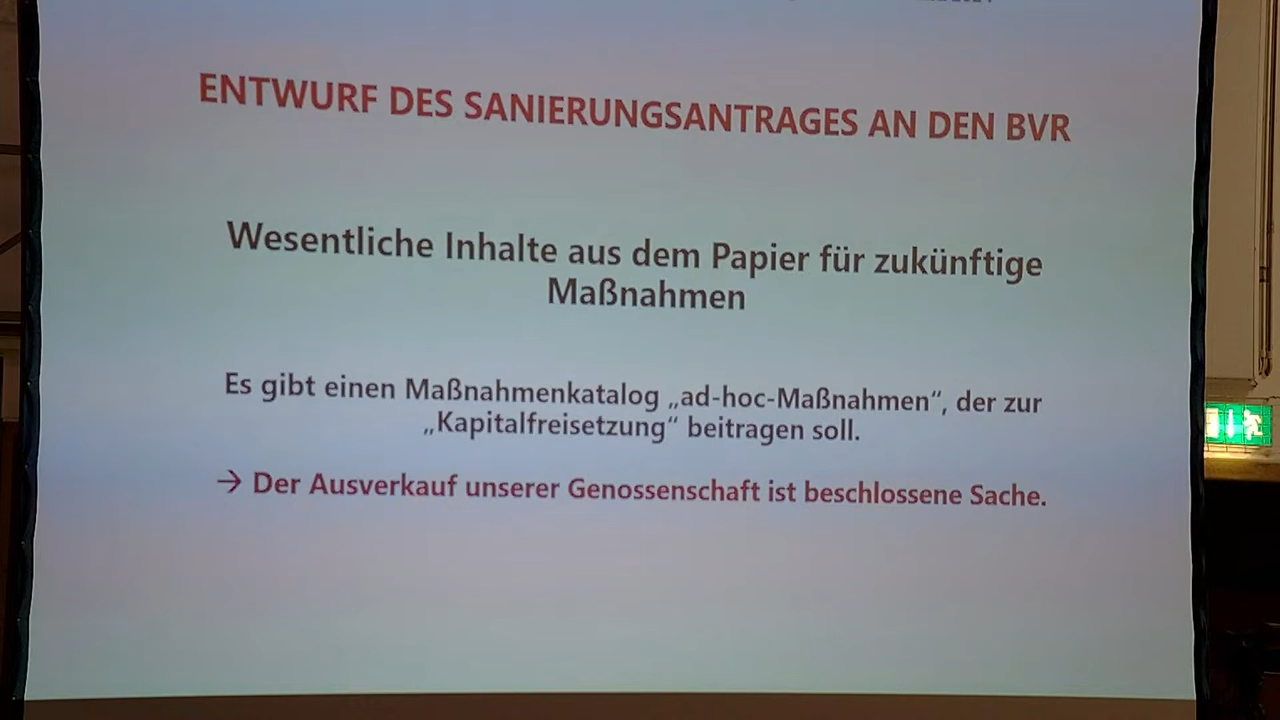 ENTWURF DES SANIERUNGSANTRAGES AN DEN BVR
Wesentliche Inhalte aus dem Papier für zukünftige
Maßnahmen
Es gibt einen Maßnahmenkatalog „ad-hoc-Maßnahmen“, der zur
„Kapitalfreisetzung“ beitragen soll.
→ Der Ausverkauf unserer Genossenschaft ist beschlossene Sache.